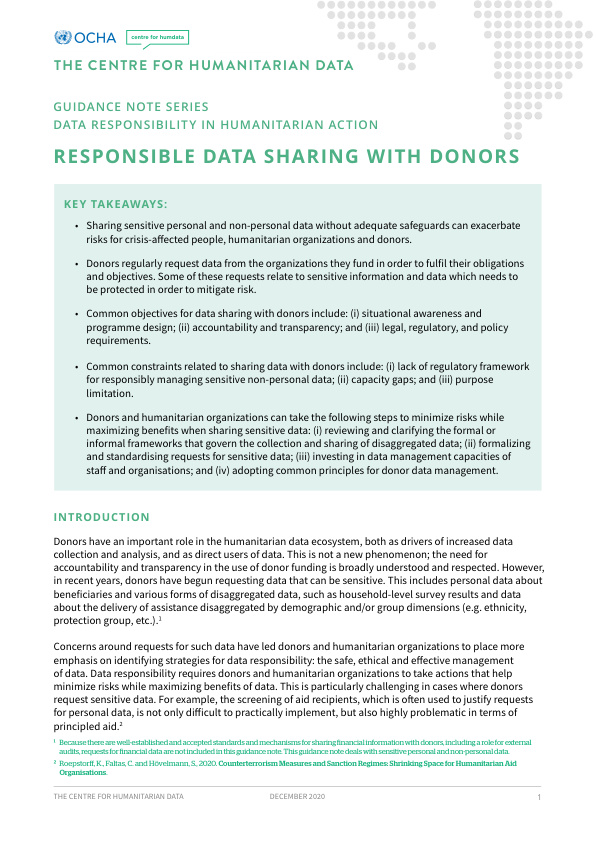 OCHA
centre for humdata
THE CENTRE FOR HUMANITARIAN DATA
GUIDANCE NOTE SERIES
DATA RESPONSIBILITY IN HUMANITARIAN ACTION
RESPONSIBLE DATA SHARING WITH DONORS
KEY TAKEAWAYS:
• Sharing sensitive personal and non-personal data without adequate safeguards can exacerbate
risks for crisis-affected people, humanitarian organizations and donors.
• Donors regularly request data from the organizations they fund in order to fulfil their obligations
and objectives. Some of these requests relate to sensitive information and data which needs to
be protected in order to mitigate risk.
• Common objectives for data sharing with donors include: (i) situational awareness and
programme design; (ii) accountability and transparency; and (iii) legal, regulatory, and policy
requirements.
• Common constraints related to sharing data with donors include: (i) lack of regulatory framework
for responsibly managing sensitive non-personal data; (ii) capacity gaps; and (iii) purpose
limitation.
• Donors and humanitarian organizations can take the following steps to minimize risks while
maximizing benefits when sharing sensitive data: (i) reviewing and clarifying the formal or
informal frameworks that govern the collection and sharing of disaggregated data; (ii) formalizing
and standardising requests for sensitive data; (iii) investing in data management capacities of
staff and organisations; and (iv) adopting common principles for donor data management.
INTRODUCTION
Donors have an important role in the humanitarian data ecosystem, both as drivers of increased data
collection and analysis, and as direct users of data. This is not a new phenomenon; the need for
accountability and transparency in the use of donor funding is broadly understood and respected. However,
in recent years, donors have begun requesting data that can be sensitive. This includes personal data about
beneficiaries and various forms of disaggregated data, such as household-level survey results and data
about the delivery of assistance disaggregated by demographic and/or group dimensions (e.g. ethnicity,
protection group, etc.).1
Concerns around requests for such data have led donors and humanitarian organizations to place more
emphasis on identifying strategies for data responsibility: the safe, ethical and effective management
of data. Data responsibility requires donors and humanitarian organizations to take actions that help
minimize risks while maximizing benefits of data. This is particularly challenging in cases where donors
request sensitive data. For example, the screening of aid recipients, which is often used to justify requests
for personal data, is not only difficult to practically implement, but also highly problematic in terms of
principled aid.2
1 Because there are well-established and accepted standards and mechanisms for sharing financial information with donors, including a role for external
audits, requests for financial data are not included in this guidance note. This guidance note deals with sensitive personal and non-personal data.
2 Roepstorff, K., Faltas, C. and Hövelmann, S., 2020. Counterterrorism Measures and Sanction Regimes: Shrinking Space for Humanitarian Aid
Organisations.
THE CENTRE FOR HUMANITARIAN DATA
DECEMBER 2020
1